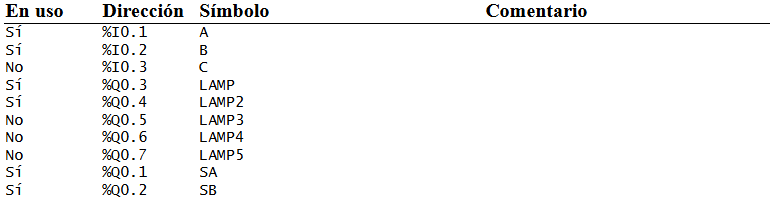 En uso Dirección Símbolo Comentario
Sí %I0.1 A
Sí %I0.2 B
No %I0.3 C
Sí %Q0.3 LAMP
Sí %Q0.4 LAMP2
No %Q0.5 LAMP3
No %Q0.6 LAMP4
No %Q0.7 LAMP5
Sí %Q0.1 SA
Sí %Q0.2 SB